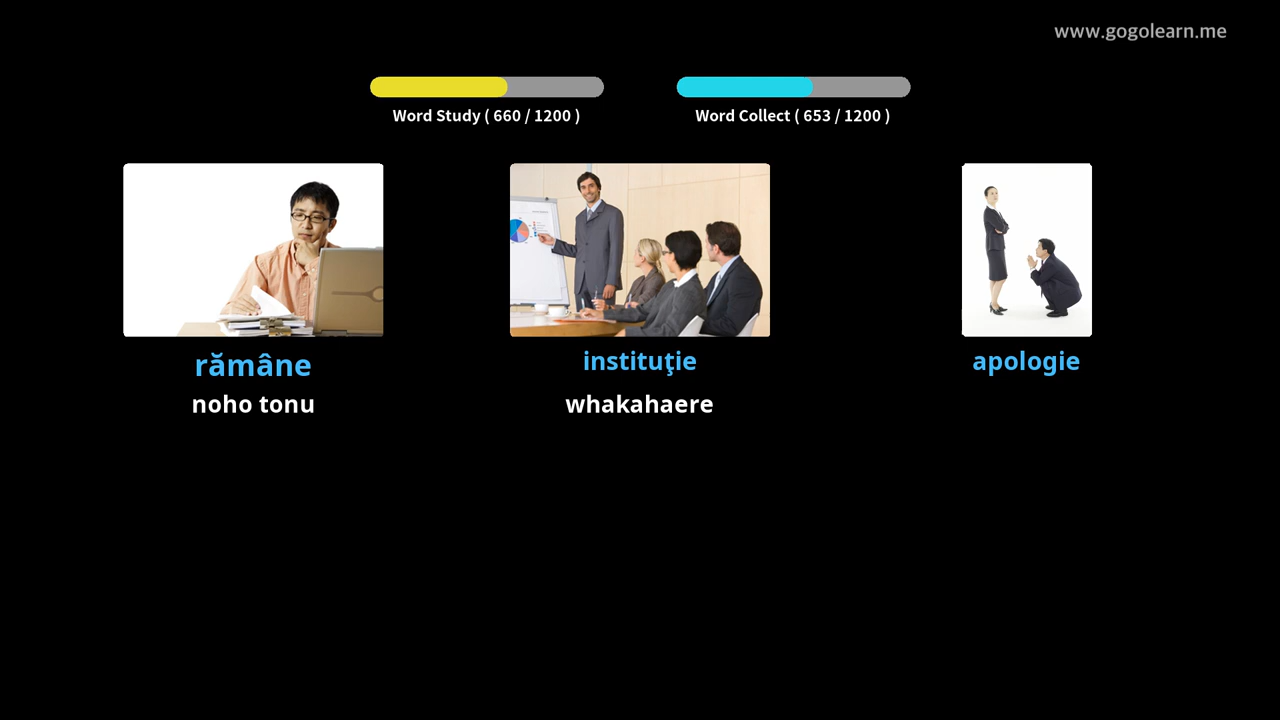 www.gogolearn.me
Word Study ( 660 / 1200 )
Word Collect ( 653 / 1200 )
rămâne
instituţie
apologie
noho tonu
whakahaere